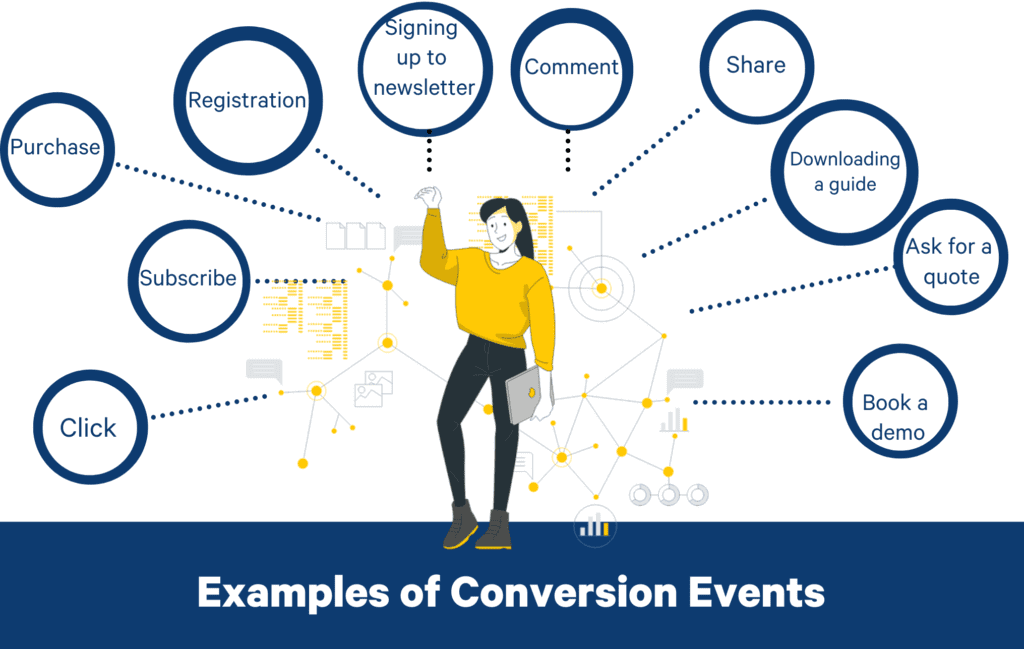 Signing
up to
newsletter
Comment
Share
Registration
Purchase
Downloading
a guide
Subscribe
Ask for a
quote
Click
Book a
demo
Examples of Conversion Events